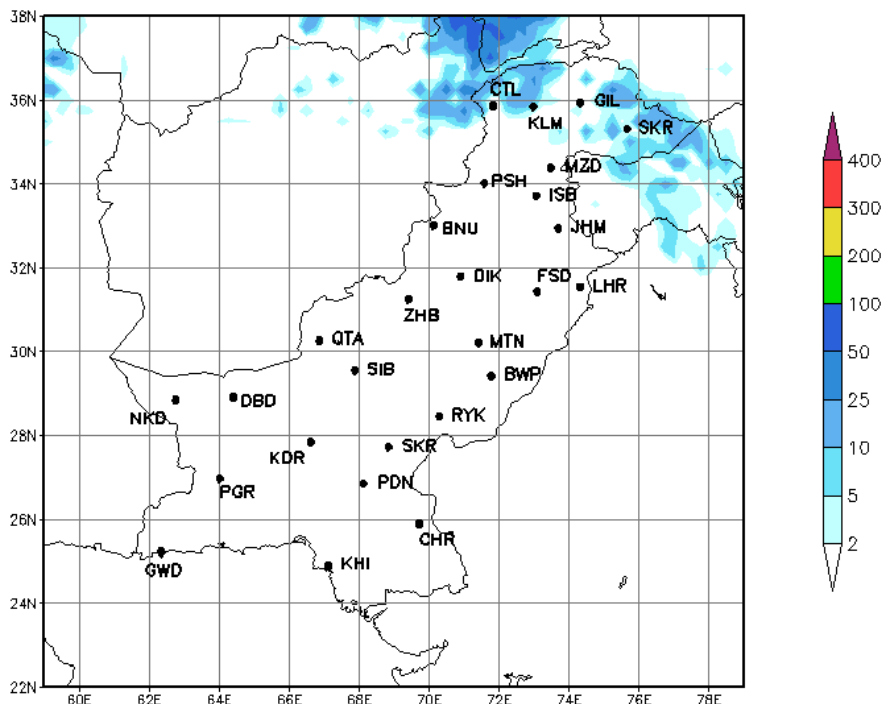 38N
CTL
36N
GIL
KLM
SKR
400
MZD
34N
PSH
ISB
300
BNU
JHM
32N
DIK
FSD
200
LHR
ZHB
100
QTA
MTN
30N
50
SIB
BWP
NKD
DBD
25
RYK
28N
KDR
SKR
10
PGR
PDN
5
26N
CHR
2
GWD
KHI
24N
22N
60E 62E 64E 66E 68E 70E 72E 74E 76E 78E